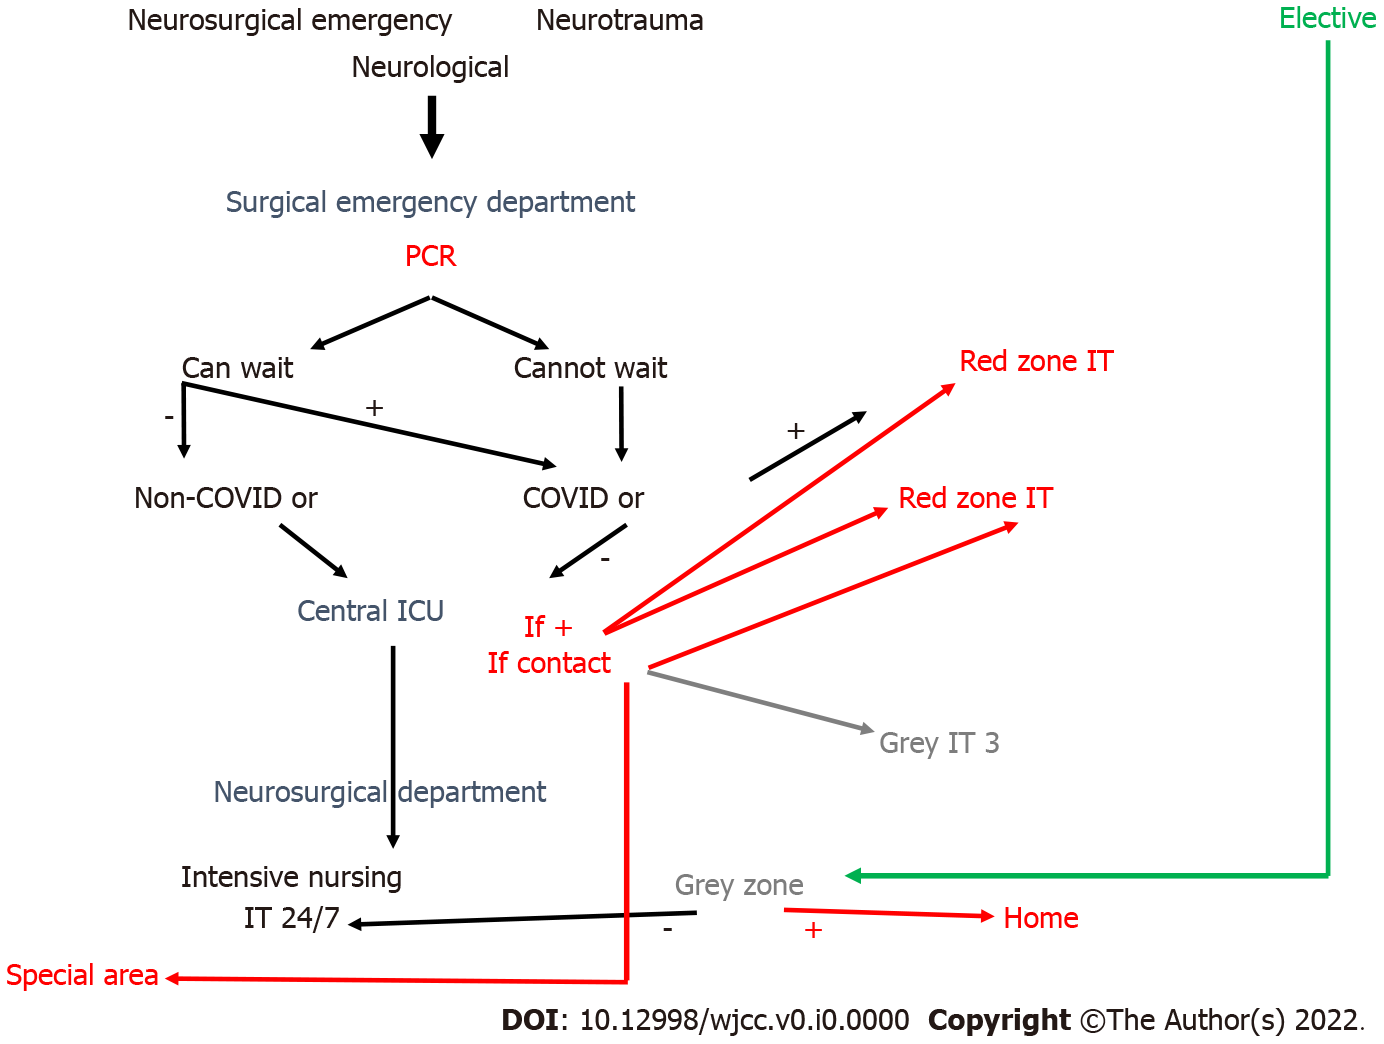 Neurosurgical emergency
Neurotrauma
Elective
Neurological
Surgical emergency department
PCR
Can wait
Cannot wait
Red zone IT
-
+
+
Non-COVID or
COVID or
Red zone IT
-
Central ICU
If +
If contact
Grey IT 3
Neurosurgical department
Intensive nursing
Grey zone
IT 24/7
-
+
Home
Special area
DOI: 10.12998/wjcc.v0.i0.0000 Copyright ©The Author(s) 2022.